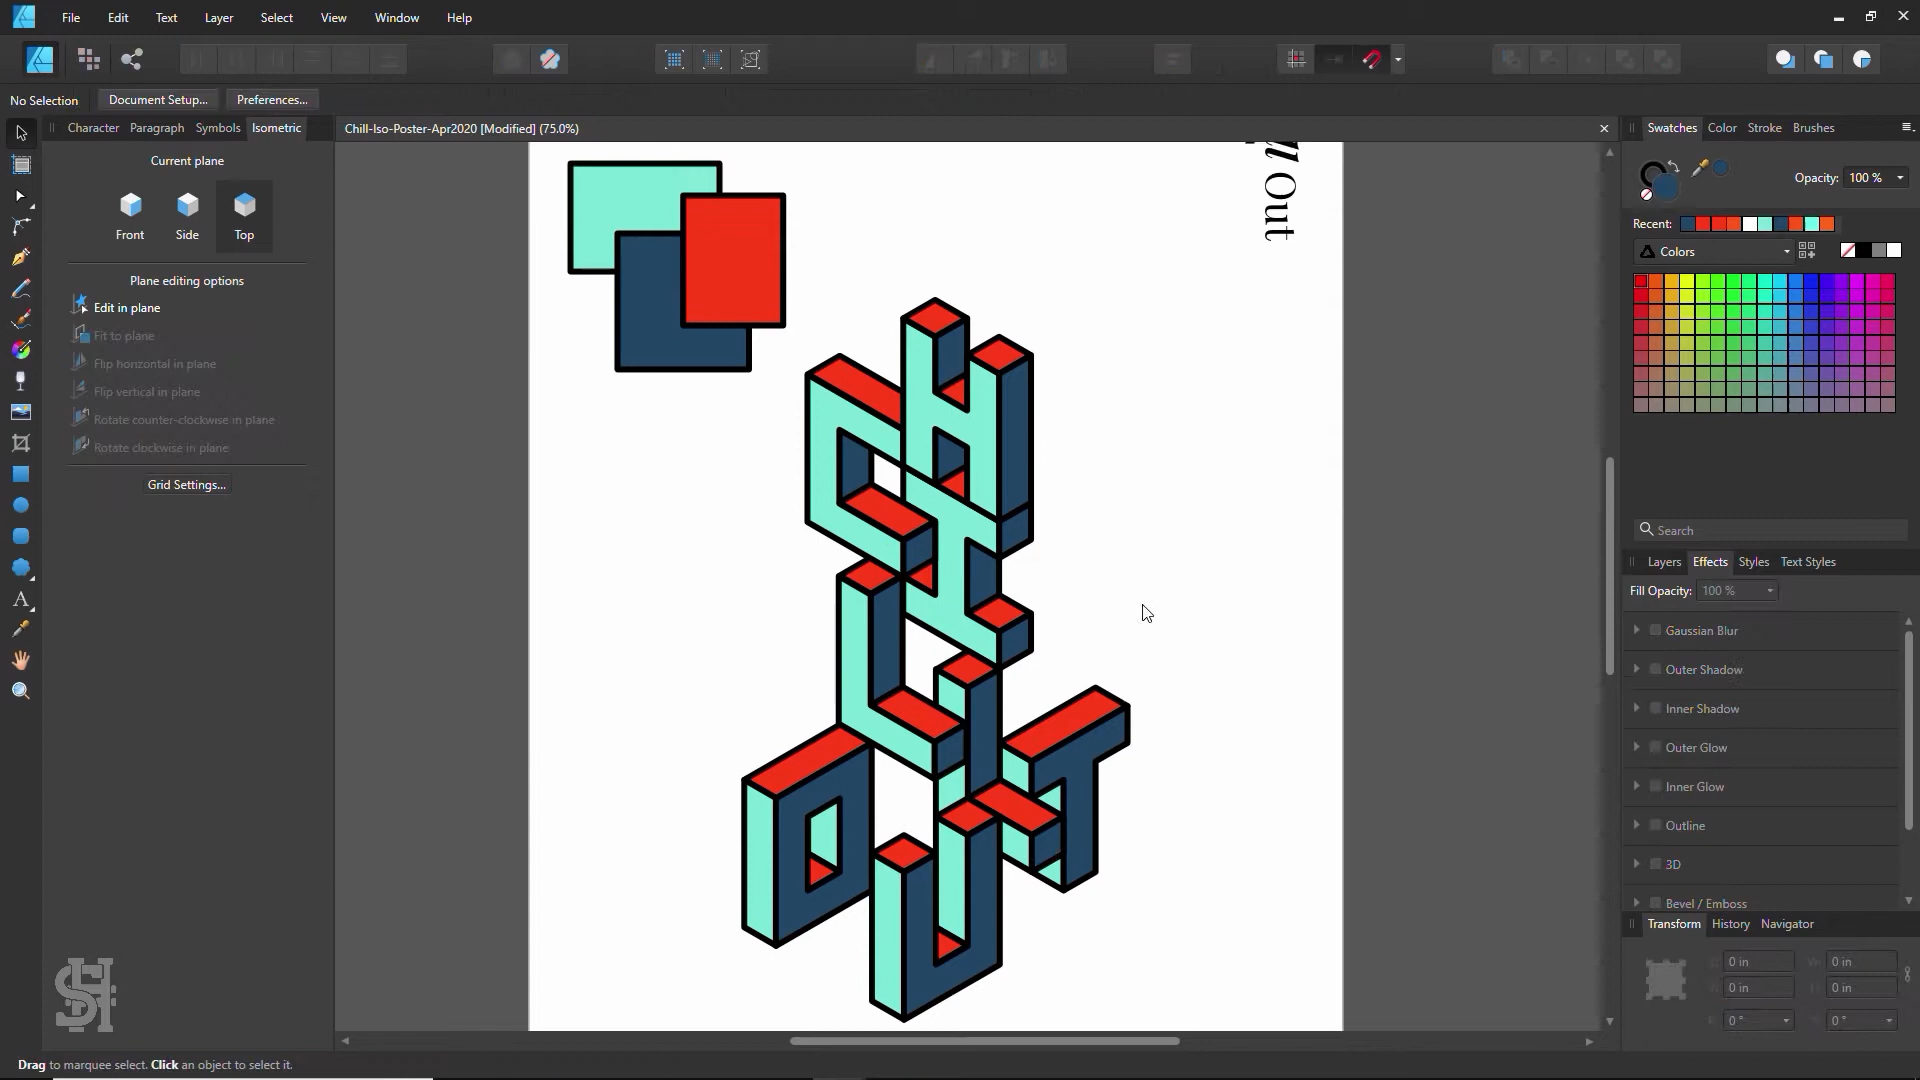 File Edit Text Layer Select View Window Help
No Selection Document Setup... Preferences...
Character Paragraph Symbols Isometric
Chill-Iso-Poster-Apr2020 [Modified] (75.0%)
Swatches Color Stroke Brushes
Current plane
Front Side Top
Plane editing options
Edit in plane
Fit to plane
Flip horizontal in plane
Flip vertical in plane
Rotate counter-clockwise in plane
Rotate clockwise in plane
Grid Settings...
Out
CHILL
OUT
Opacity: 100 %
Recent:
Colors
Search
Layers Effects Styles Text Styles
Fill Opacity: 100 %
Gaussian Blur
Outer Shadow
Inner Shadow
Outer Glow
Inner Glow
Outline
3D
Bevel / Emboss
Transform History Navigator
0 in 0 in
0 in 0 in
0 ° 0 °
SH
Drag to marquee select. Click an object to select it.